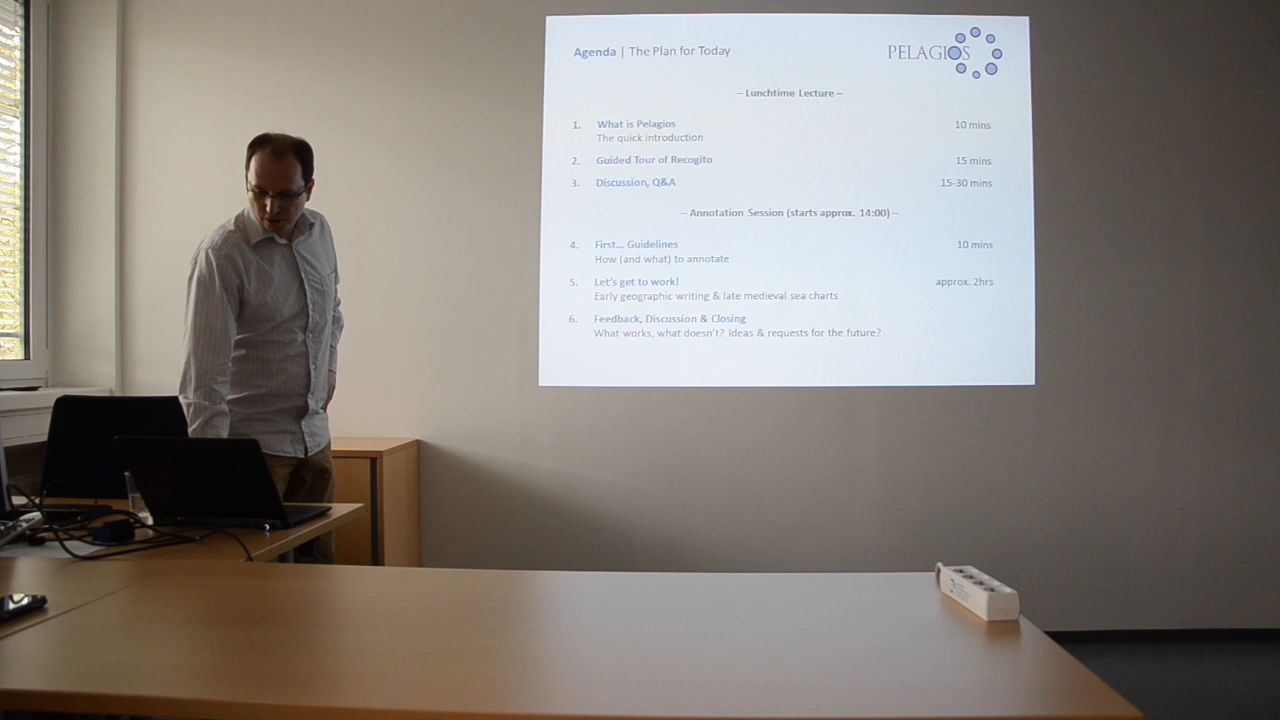 Agenda | The Plan for Today
PELAGIOS
– Lunchtime Lecture –
1. What is Pelagios 10 mins
The quick introduction
2. Guided Tour of Recogito 15 mins
3. Discussion, Q&A 15-30 mins
– Annotation Session (starts approx. 14:00) –
4. First... Guidelines 10 mins
How (and what) to annotate
5. Let's get to work! approx. 2hrs
Early geographic writing & late medieval sea charts
6. Feedback, Discussion & Closing
What works, what doesn't? Ideas & requests for the future?